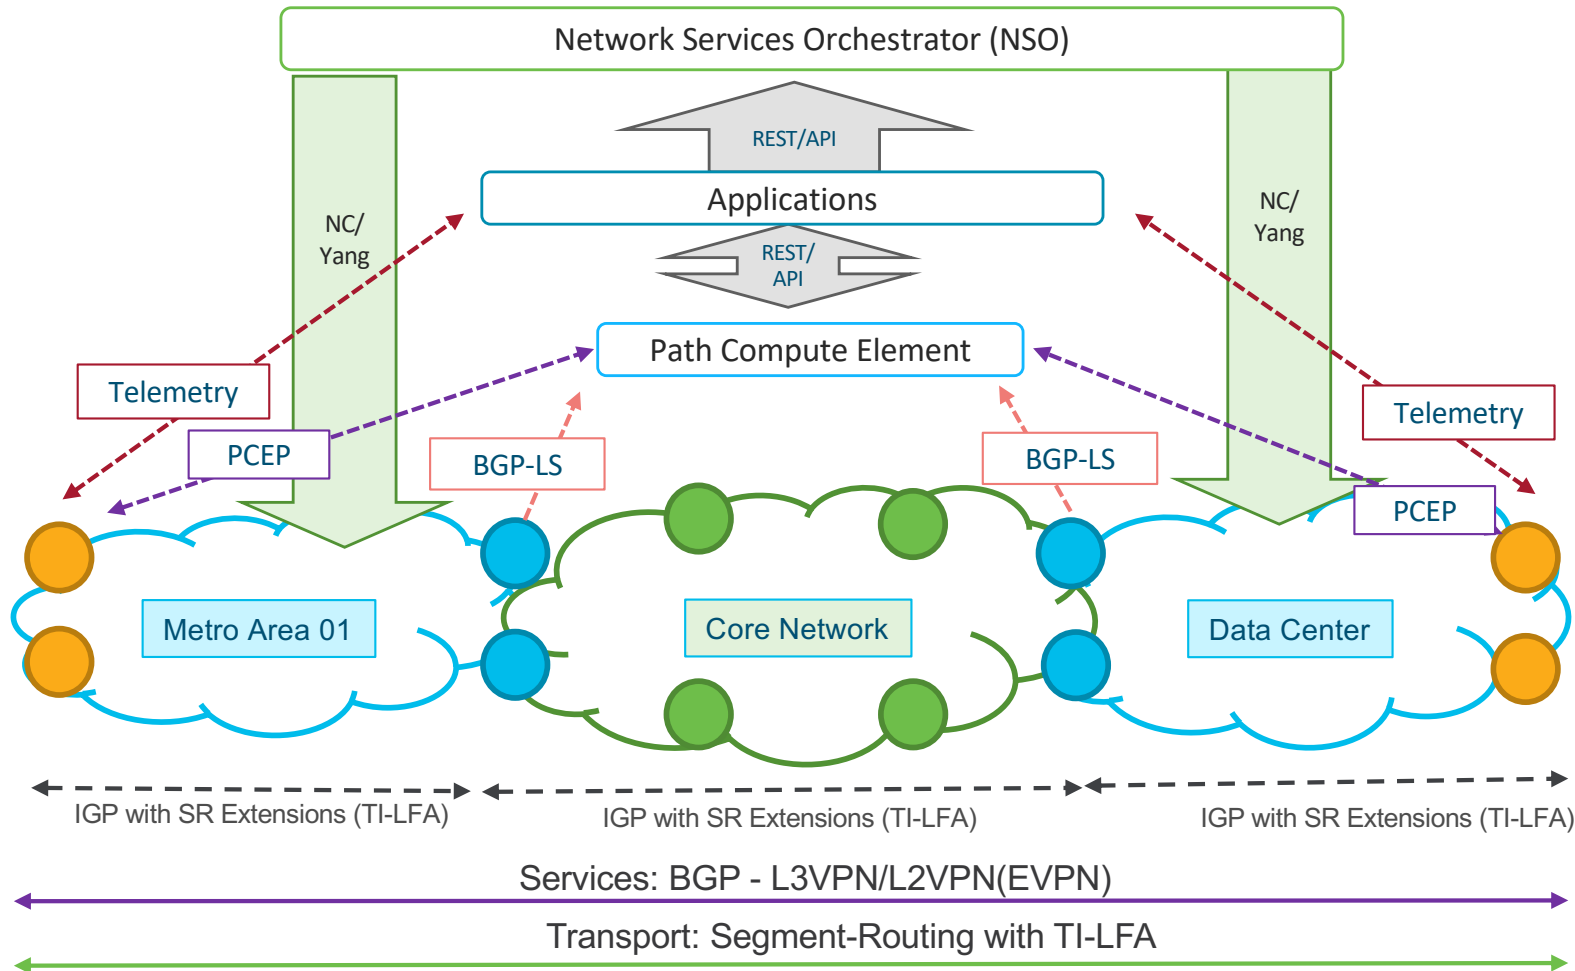 Network Services Orchestrator (NSO)
REST/API
Applications
NC/
Yang
NC/
Yang
REST/
API
Path Compute Element
Telemetry
Telemetry
PCEP
BGP-LS
BGP-LS
PCEP
Metro Area 01
Core Network
Data Center
IGP with SR Extensions (TI-LFA)
IGP with SR Extensions (TI-LFA)
IGP with SR Extensions (TI-LFA)
Services: BGP - L3VPN/L2VPN(EVPN)
Transport: Segment-Routing with TI-LFA